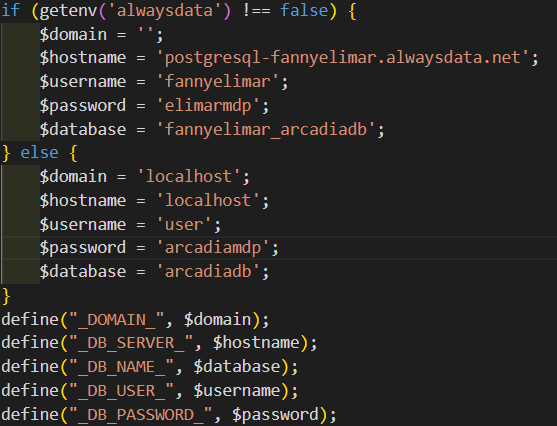 if (getenv('alwaysdata') !== false) {
    $domain = '';
    $hostname = 'postgresql-fannyelimar.alwaysdata.net';
    $username = 'fannyelimar';
    $password = 'elimarmdp';
    $database = 'fannyelimar_arcadiadb';
} else {
    $domain = 'localhost';
    $hostname = 'localhost';
    $username = 'user';
    $password = 'arcadiamdp';
    $database = 'arcadiadb';
}
define("_DOMAIN_", $domain);
define("_DB_SERVER_", $hostname);
define("_DB_NAME_", $database);
define("_DB_USER_", $username);
define("_DB_PASSWORD_", $password);